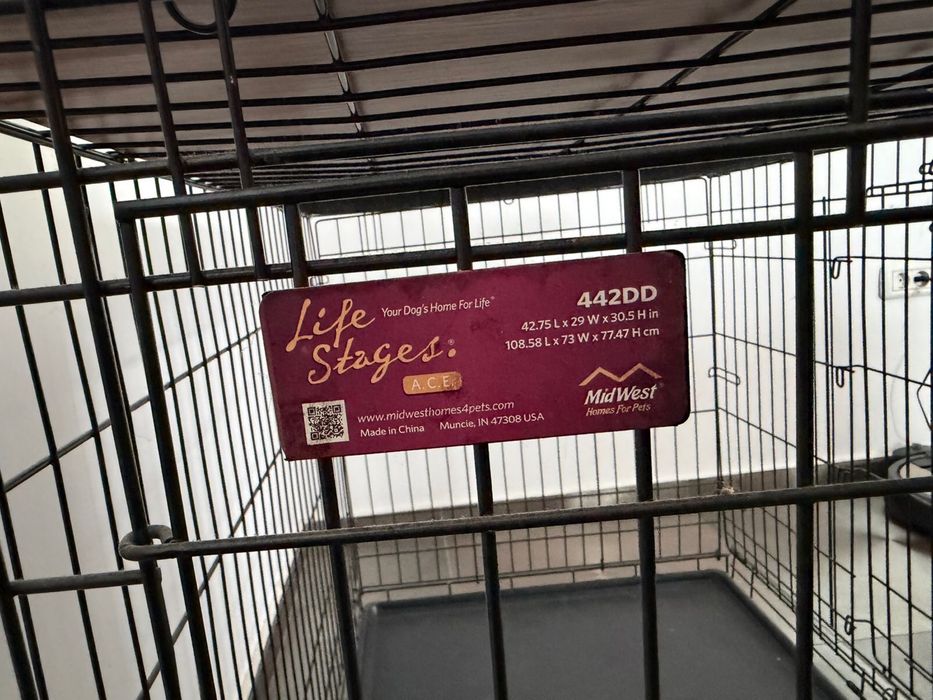 Life Stages®
Your Dog's Home For Life®
A.C.E.
442DD
42.75 L x 29 W x 30.5 H in
108.58 L x 73 W x 77.47 H cm
MidWest®
Homes For Pets
www.midwesthomes4pets.com
Made in China Muncie, IN 47308 USA